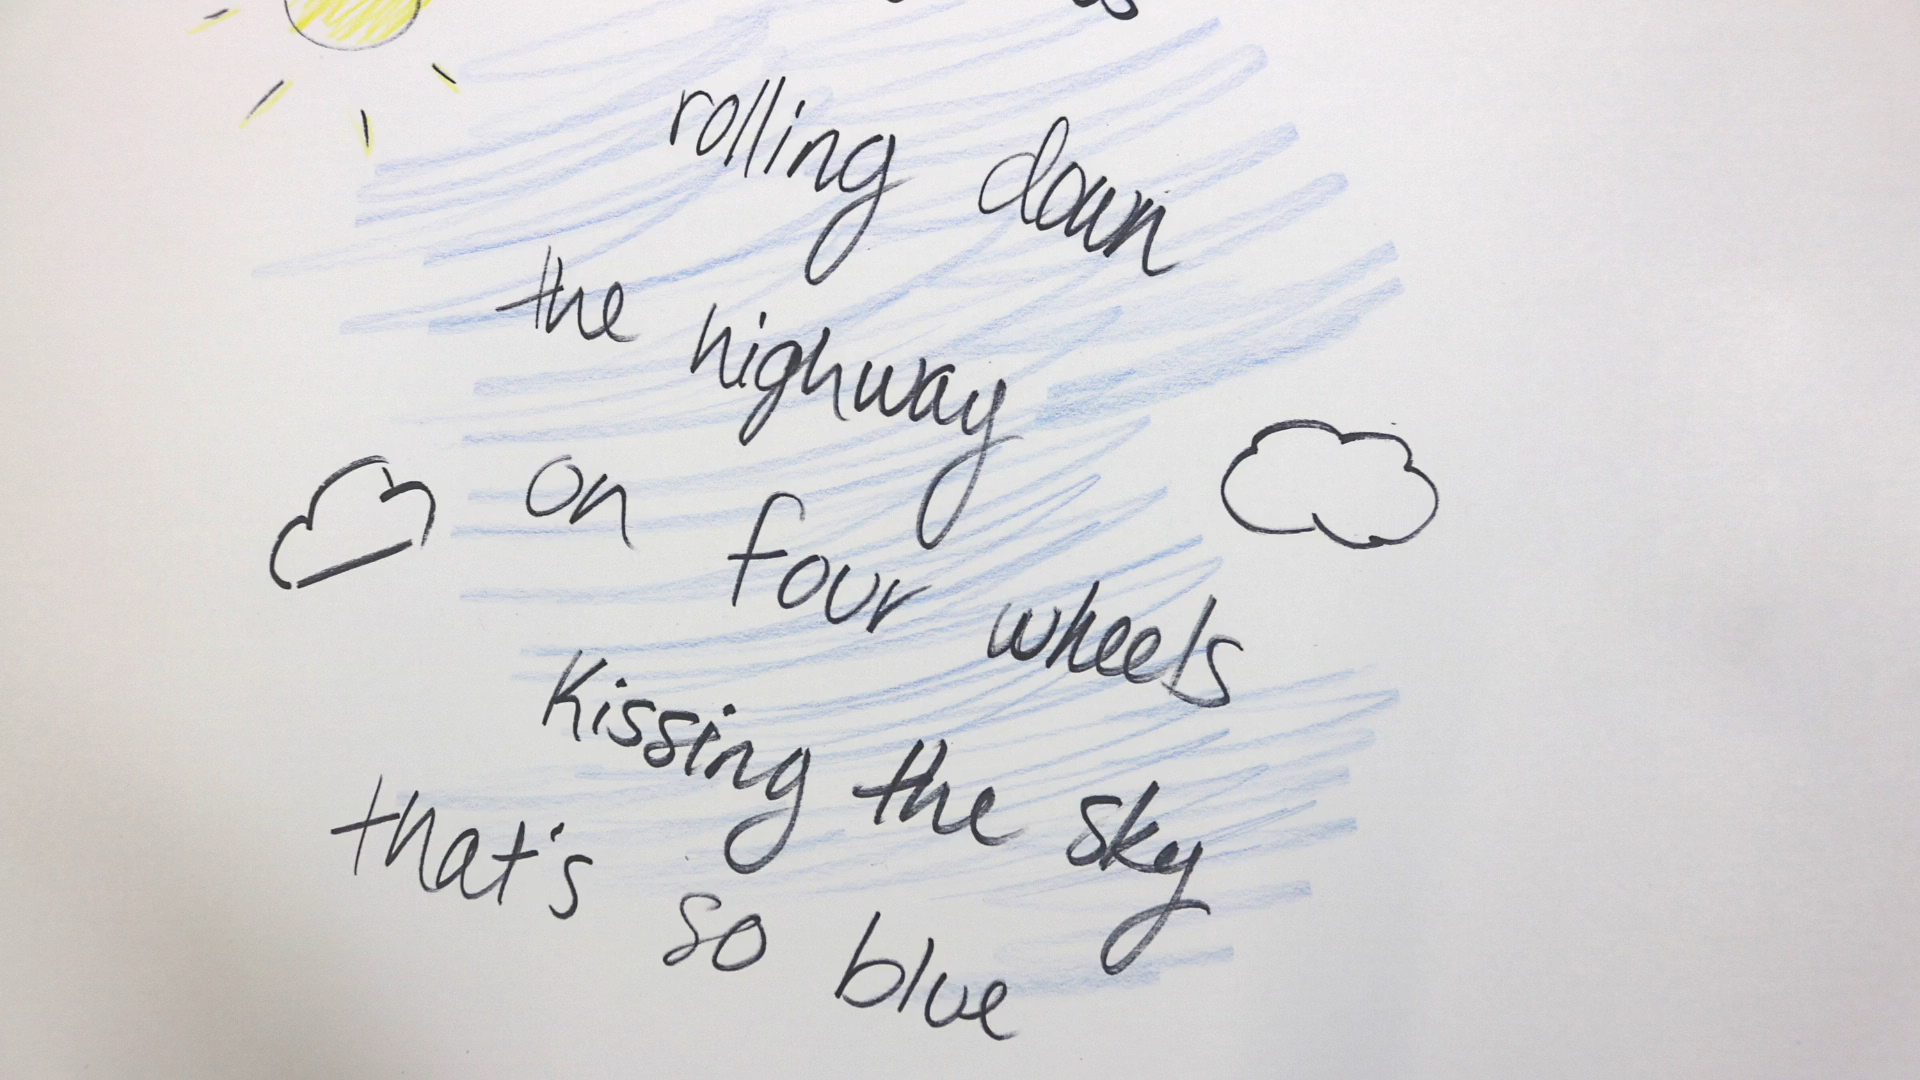 rolling down
the highway
on four wheels
Kissing the sky
that's so blue